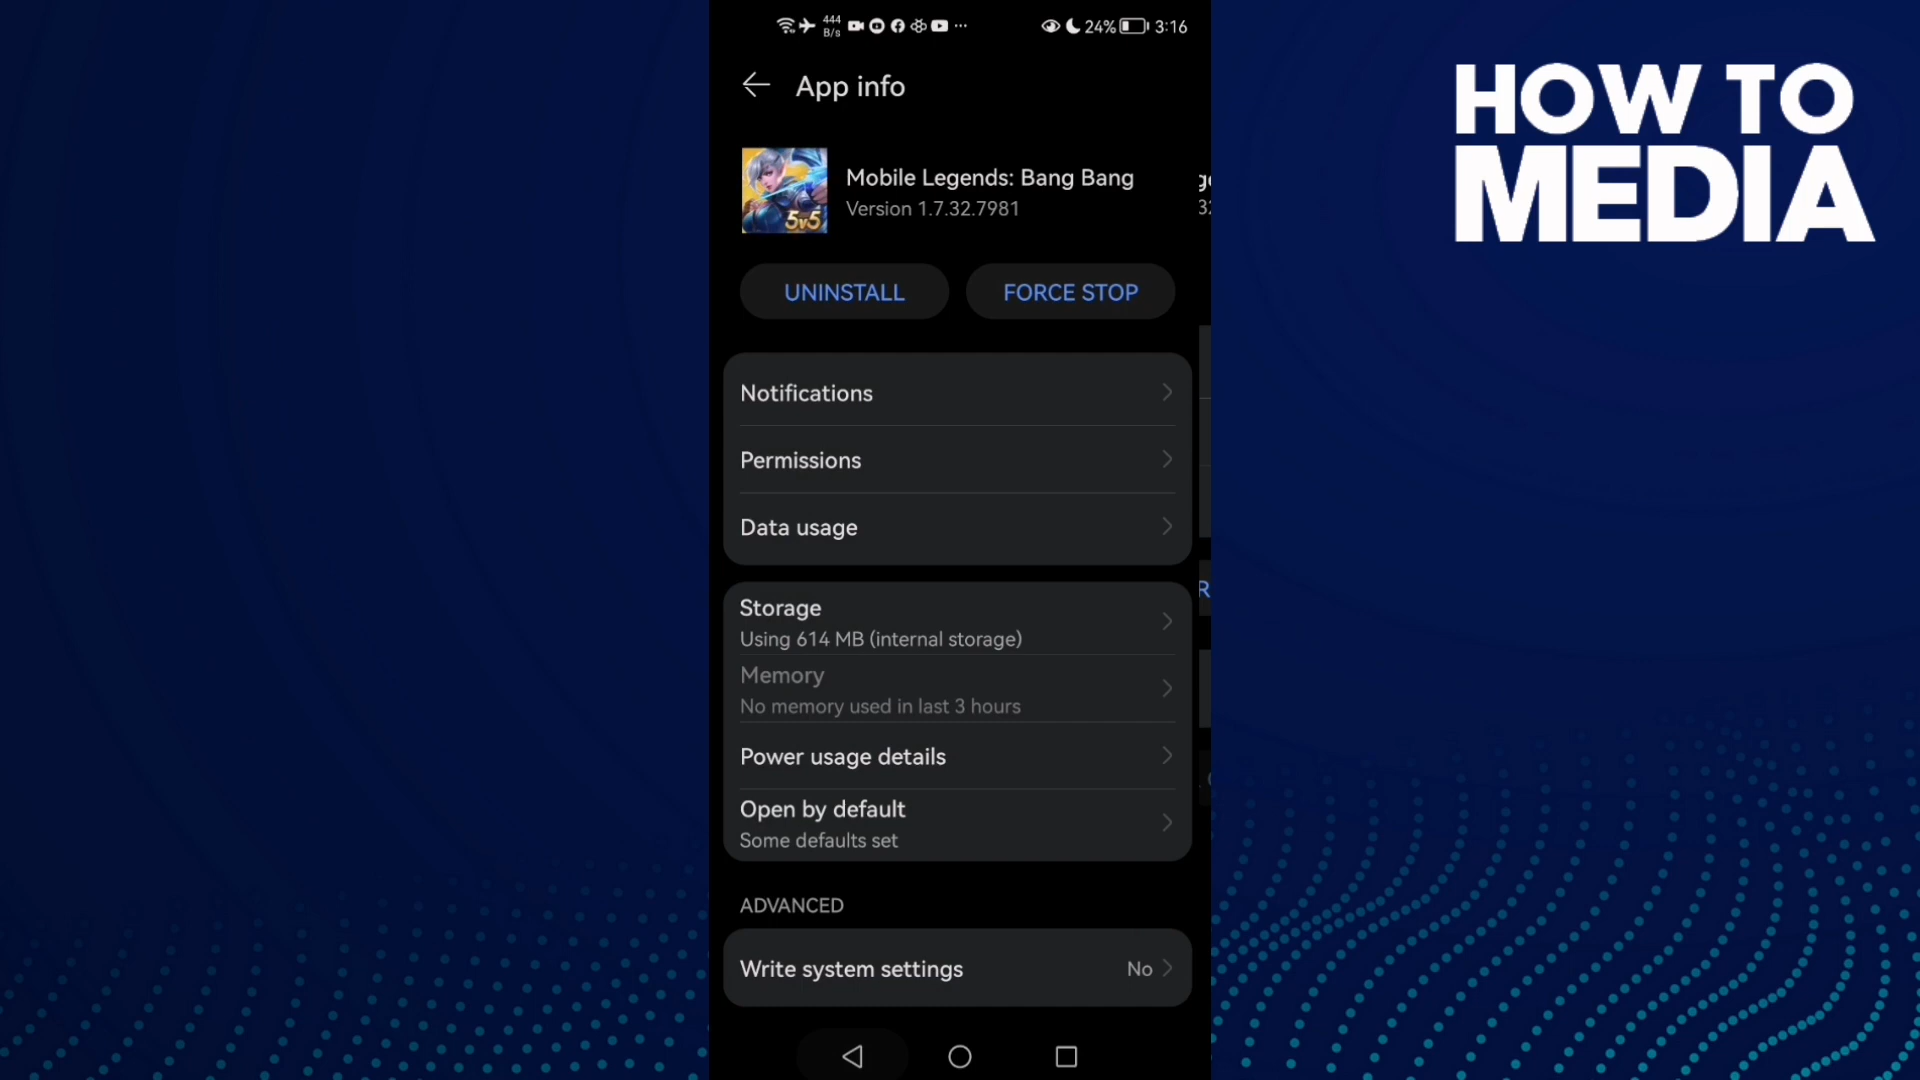 444
B/s
24%
3:16
App info
HOW TO
MEDIA
5v5
Mobile Legends: Bang Bang
Version 1.7.32.7981
UNINSTALL
FORCE STOP
Notifications
Permissions
Data usage
Storage
Using 614 MB (internal storage)
Memory
No memory used in last 3 hours
Power usage details
Open by default
Some defaults set
ADVANCED
Write system settings
No